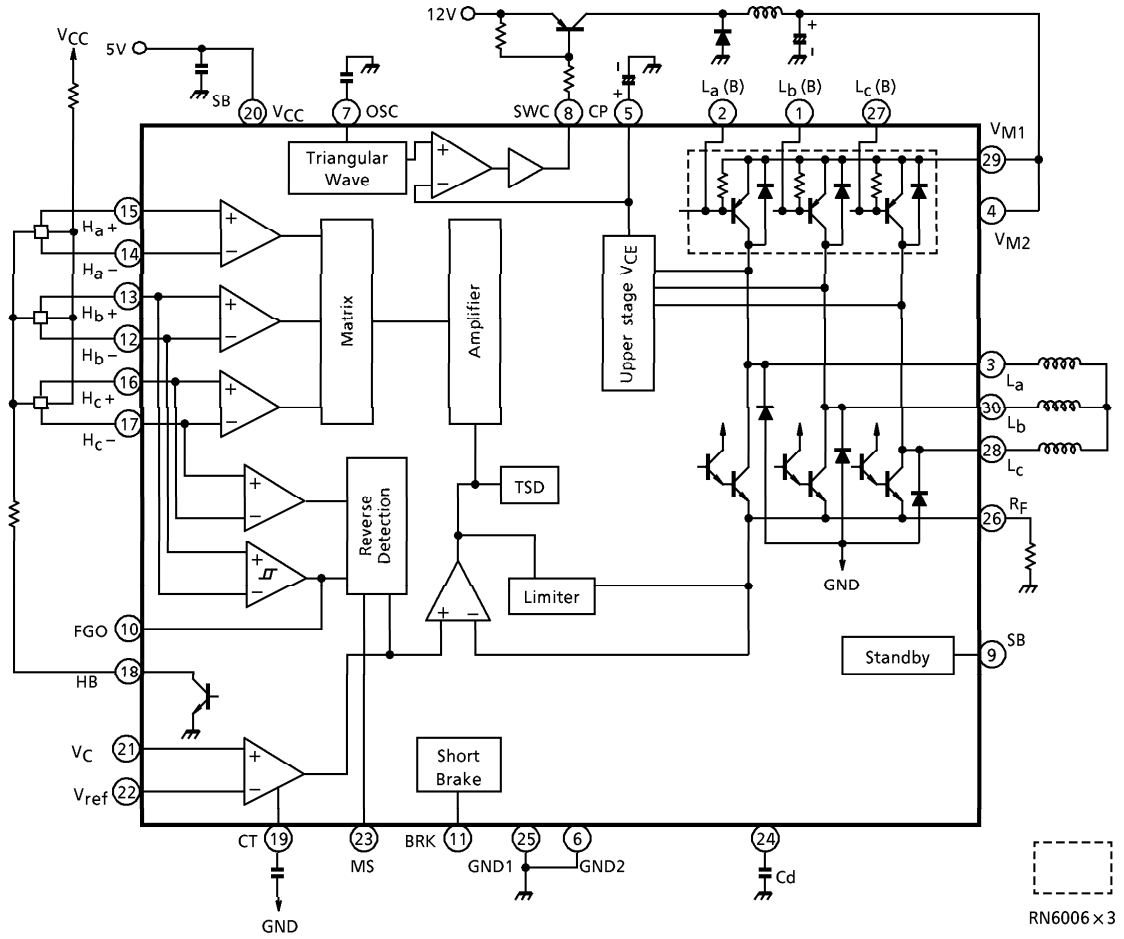 12V
VCC
5V
SB
20 VCC
7 OSC
SWC 8
CP 5
La (B)
2
Lb (B)
1
Lc (B)
27
VM1
29
4
VM2
Triangular
Wave
+
−
15
Ha+
14
Ha−
13
Hb+
12
Hb−
16
Hc+
17
Hc−
+
−
+
−
+
−
Matrix
Amplifier
Upper stage VCE
3
La
30
Lb
28
Lc
RF
26
GND
+
−
+
−
Reverse
Detection
TSD
Limiter
+ −
FGO 10
HB 18
Standby
9 SB
VC 21
Vref 22
+
−
Short
Brake
CT 19
23
MS
BRK 11
25
GND1
6
GND2
24
Cd
GND
RN6006×3
+
−
−
+